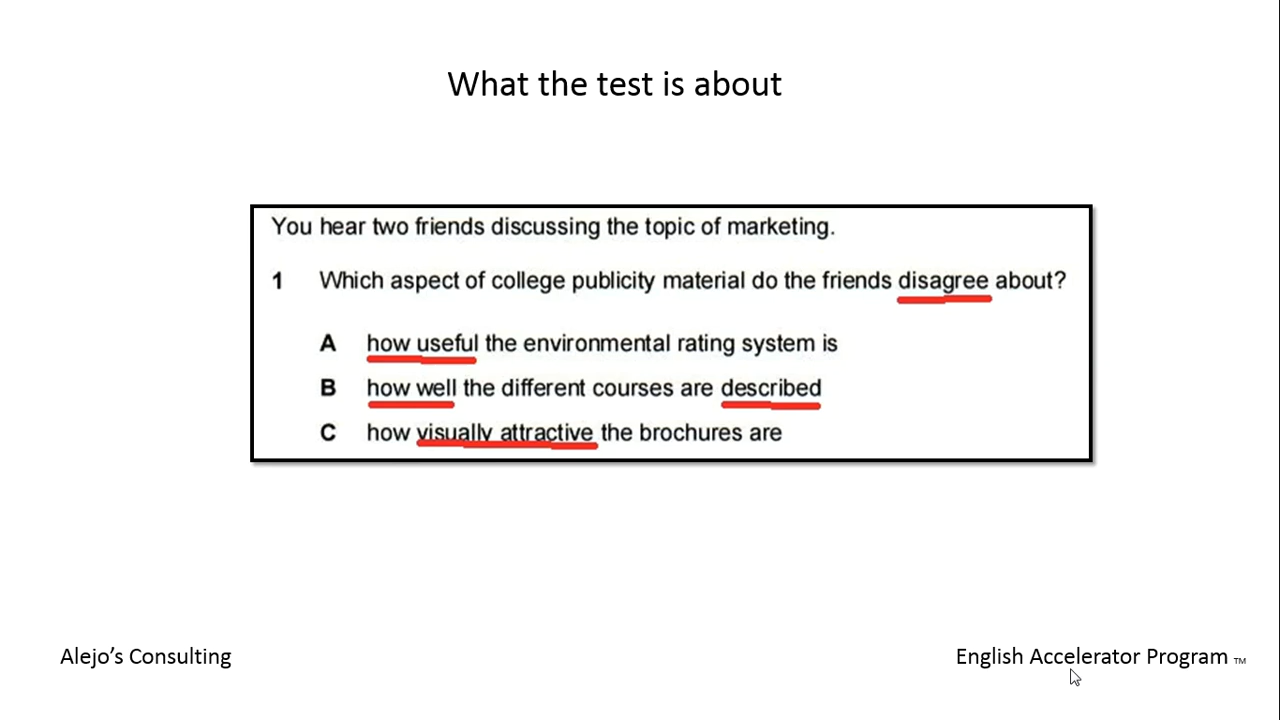 What the test is about
You hear two friends discussing the topic of marketing.
1 Which aspect of college publicity material do the friends disagree about?
A how useful the environmental rating system is
B how well the different courses are described
C how visually attractive the brochures are
Alejo’s Consulting
English Accelerator Program ™